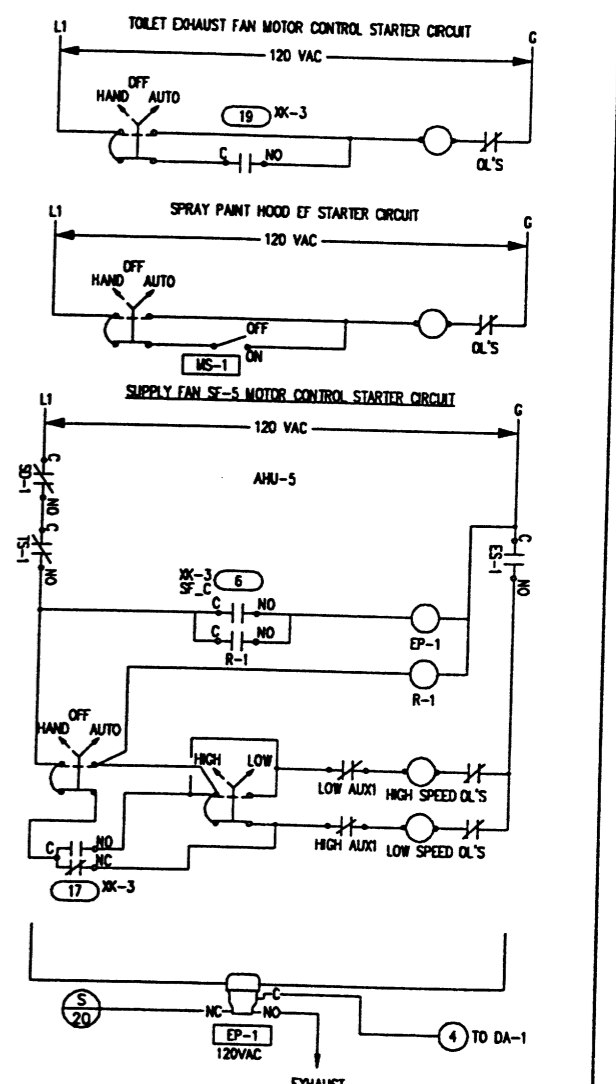 TOILET EXHAUST FAN MOTOR CONTROL STARTER CIRCUIT
L1
G
120 VAC
OFF
HAND AUTO
19 XK-3
C NO
OL'S
SPRAY PAINT HOOD EF STARTER CIRCUIT
L1
G
120 VAC
OFF
HAND AUTO
OFF
ON
MS-1
OL'S
SUPPLY FAN SF-5 MOTOR CONTROL STARTER CIRCUIT
L1
G
120 VAC
AHU-5
C
SD-1
NO
C
TS-1
NO
C
ES-1
NO
XK-3
SF_C
6
C NO
C NO
R-1
EP-1
R-1
OFF
HAND AUTO
HIGH LOW
LOW AUX1 HIGH SPEED OL'S
HIGH AUX1 LOW SPEED OL'S
C NO
NC
17 XK-3
S
20
C
NC NO
EP-1
120VAC
4 TO DA-1
EXHAUST